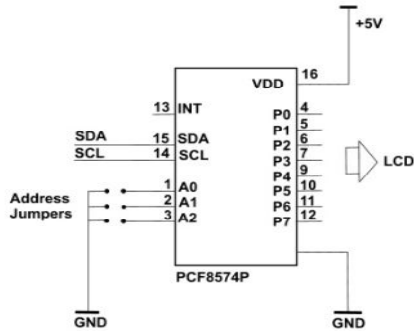 +5V
16
VDD
13 INT
P0 4
P1 5
SDA 15 SDA
P2 6
SCL 14 SCL
P3 7
P4 9
LCD
Address Jumpers
1 A0
P5 10
2 A1
P6 11
3 A2
P7 12
PCF8574P
GND
GND